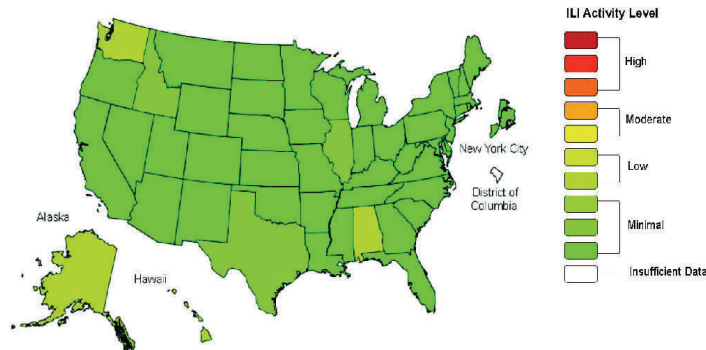 ILI Activity Level
High
Moderate
New York City
Low
District of
Columbia
Alaska
Minimal
Hawaii
Insufficient Data